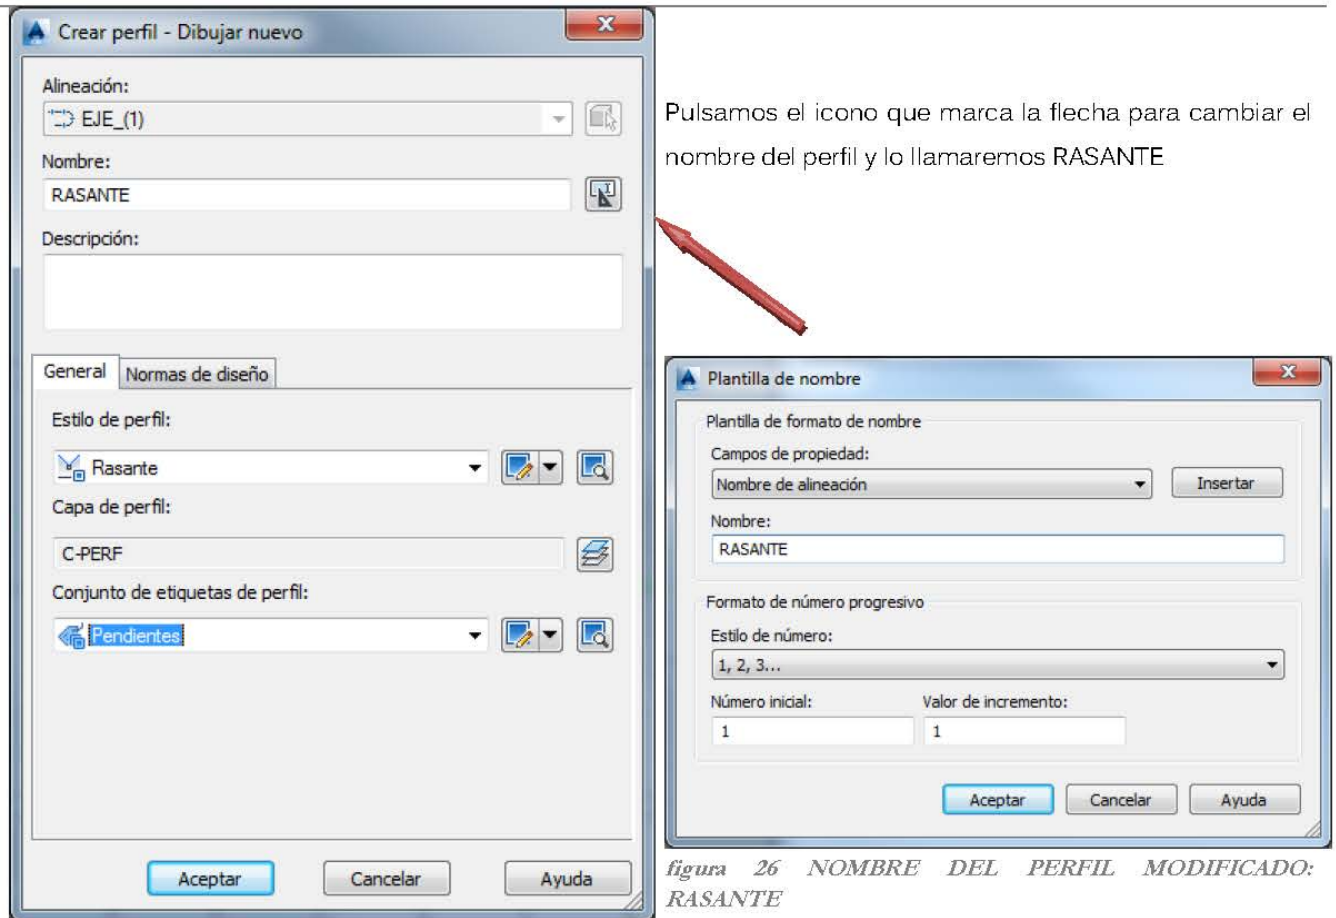 Crear perfil - Dibujar nuevo
Alineación:
EJE_(1)
Nombre:
RASANTE
Descripción:
General
Normas de diseño
Estilo de perfil:
Rasante
Capa de perfil:
C-PERF
Conjunto de etiquetas de perfil:
Pendientes
Aceptar
Cancelar
Ayuda
Pulsamos el icono que marca la flecha para cambiar el
nombre del perfil y lo llamaremos RASANTE
Plantilla de nombre
Plantilla de formato de nombre
Campos de propiedad:
Nombre de alineación
Insertar
Nombre:
RASANTE
Formato de número progresivo
Estilo de número:
1, 2, 3...
Número inicial:
Valor de incremento:
1
1
Aceptar
Cancelar
Ayuda
figura 26 NOMBRE DEL PERFIL MODIFICADO:
RASANTE